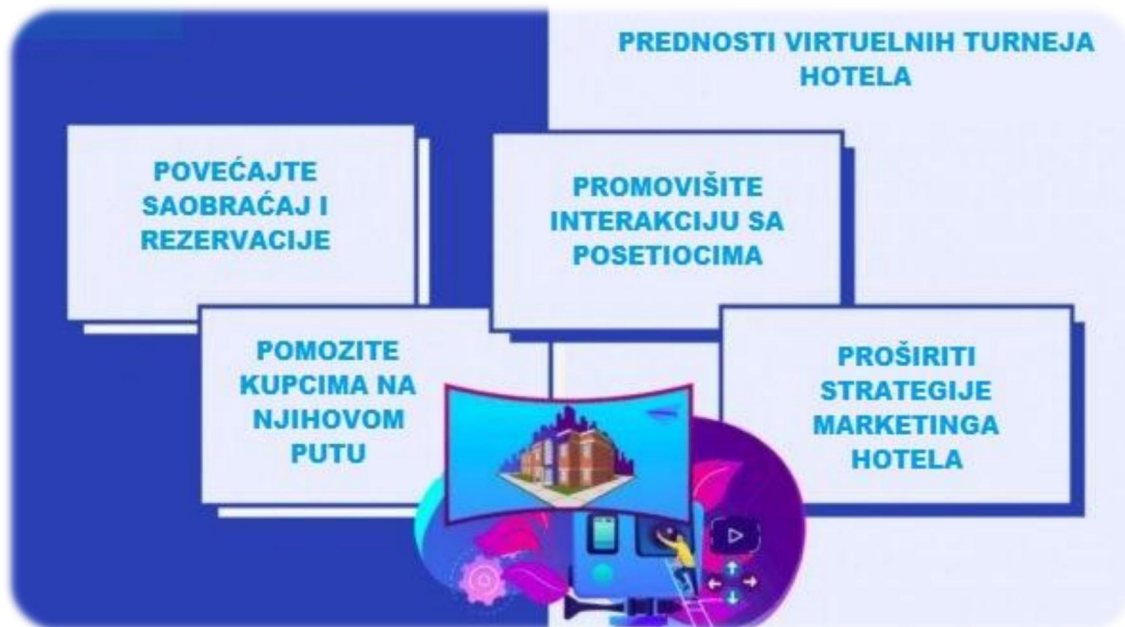 PREDNOSTI VIRTUELNIH TURNEJA
HOTELA
POVEĆAJTE
SAOBRAĆAJ I
REZERVACIJE
PROMOVIŠITE
INTERAKCIJU SA
POSETIOCIMA
POMOZITE
KUPCIMA NA
NJIHOVOM
PUTU
PROŠIRITI
STRATEGIJE
MARKETINGA
HOTELA